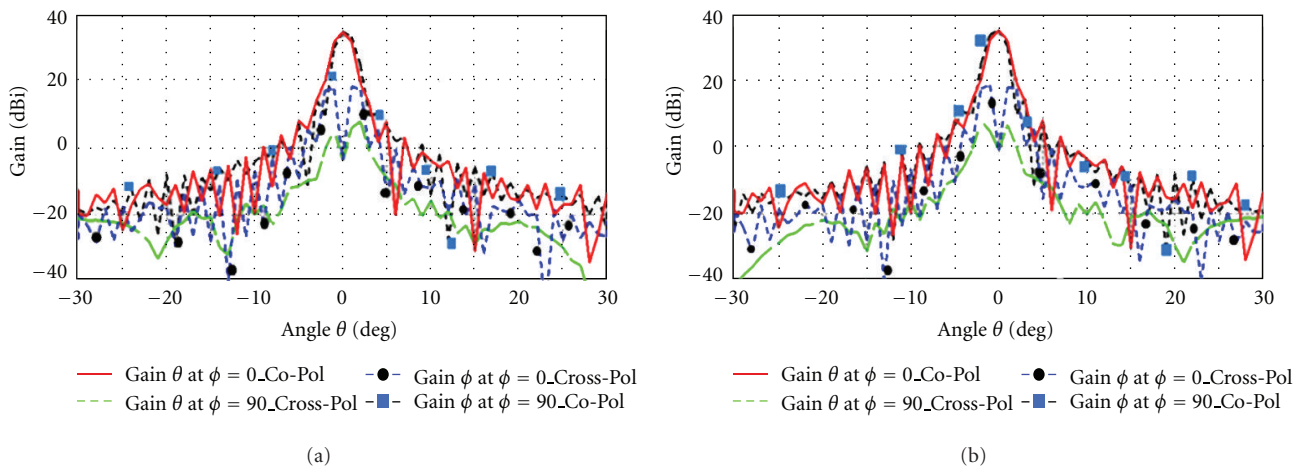 40
20
0
−20
−40
Gain (dBi)
−30 −20 −10 0 10 20 30
Angle θ (deg)
Gain θ at ϕ = 0_Co-Pol
Gain θ at ϕ = 90_Cross-Pol
Gain ϕ at ϕ = 0_Cross-Pol
Gain ϕ at ϕ = 90_Co-Pol
(a)
40
20
0
−20
−40
Gain (dBi)
−30 −20 −10 0 10 20 30
Angle θ (deg)
Gain θ at ϕ = 0_Co-Pol
Gain θ at ϕ = 90_Cross-Pol
Gain ϕ at ϕ = 0_Cross-Pol
Gain ϕ at ϕ = 90_Co-Pol
(b)